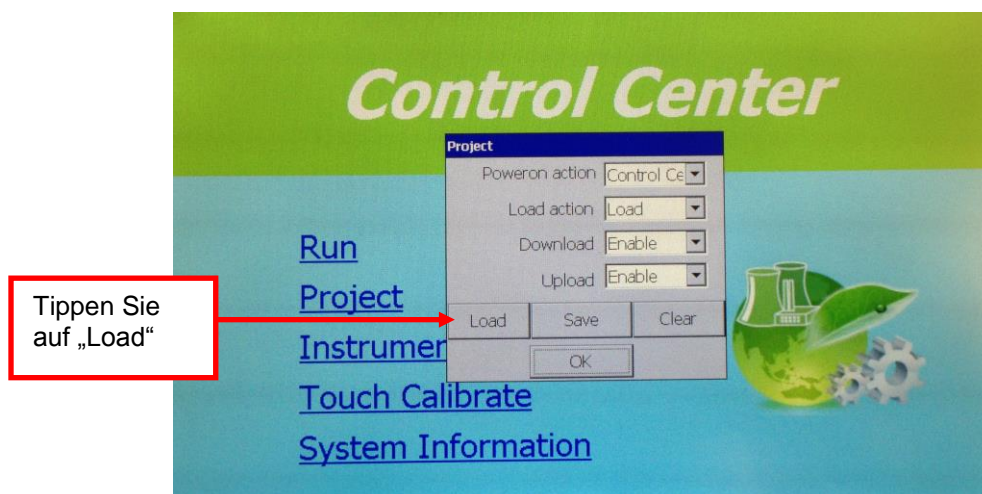 Control Center
Project
Poweron action Control Ce
Load action Load
Download Enable
Upload Enable
Load Save Clear
OK
Run
Project
Instrumer
Touch Calibrate
System Information
Tippen Sie
auf „Load“